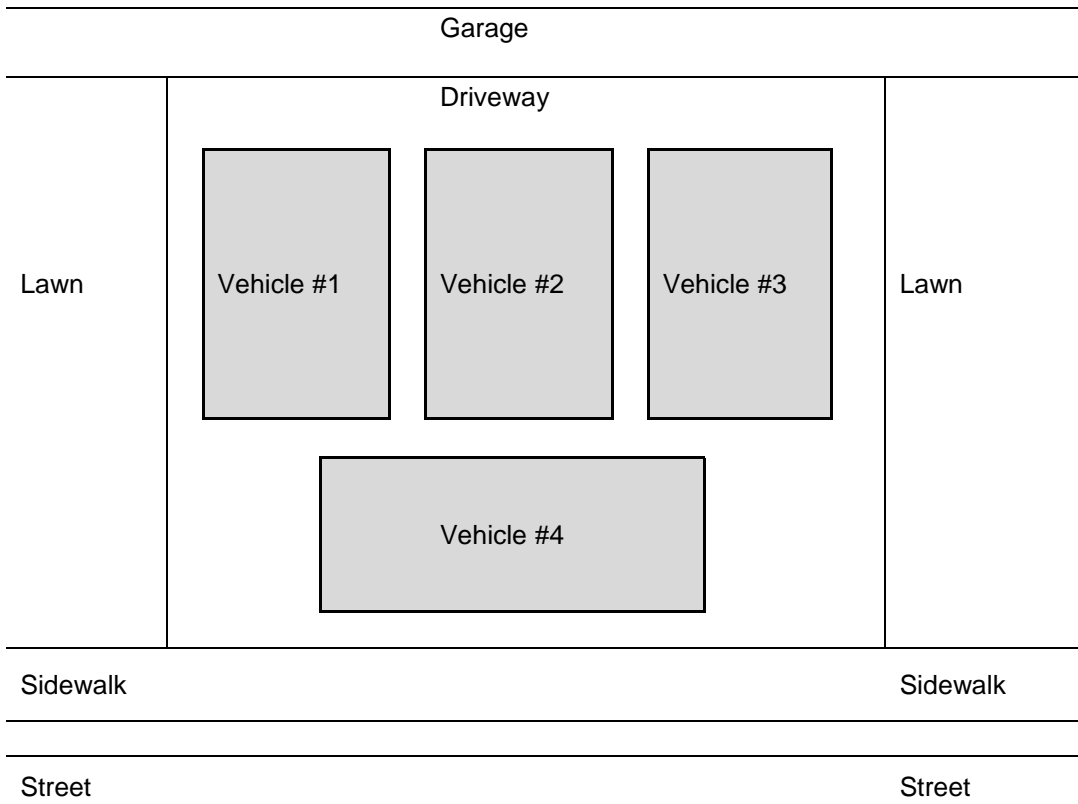 Garage
Driveway
Lawn Vehicle #1 Vehicle #2 Vehicle #3 Lawn
Vehicle #4
Sidewalk Sidewalk
Street Street